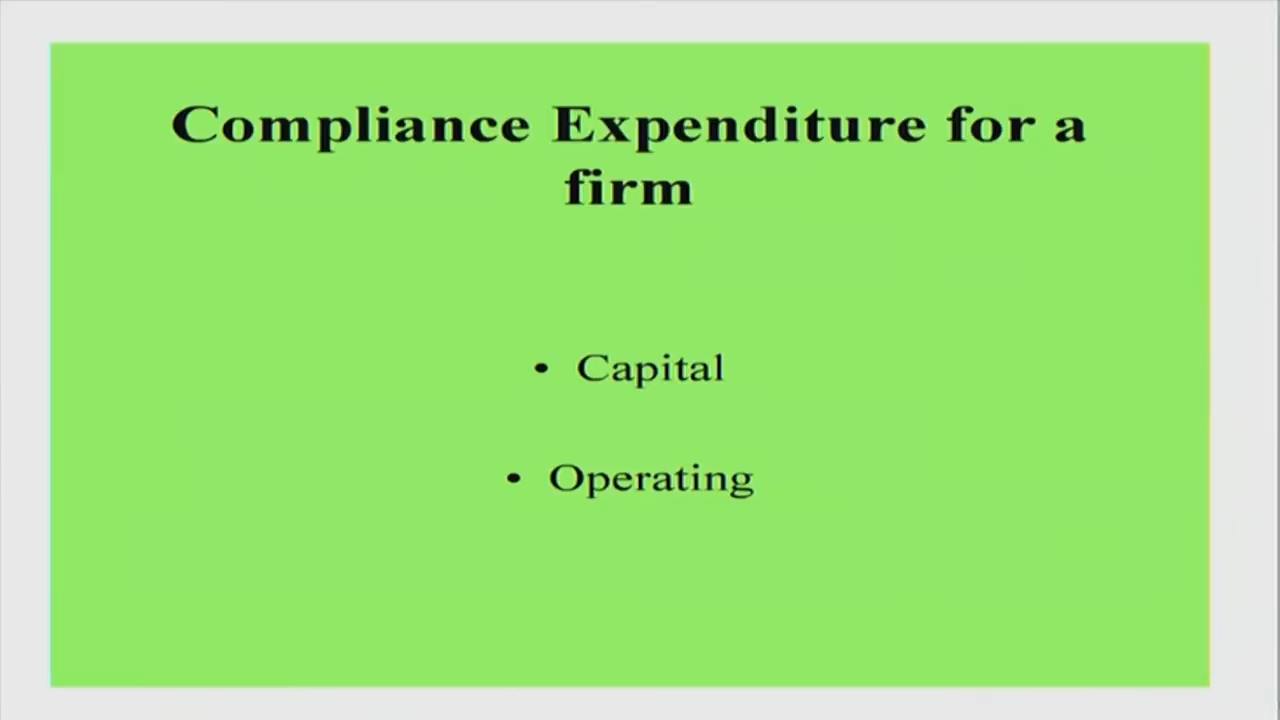 Compliance Expenditure for a
firm
• Capital
• Operating